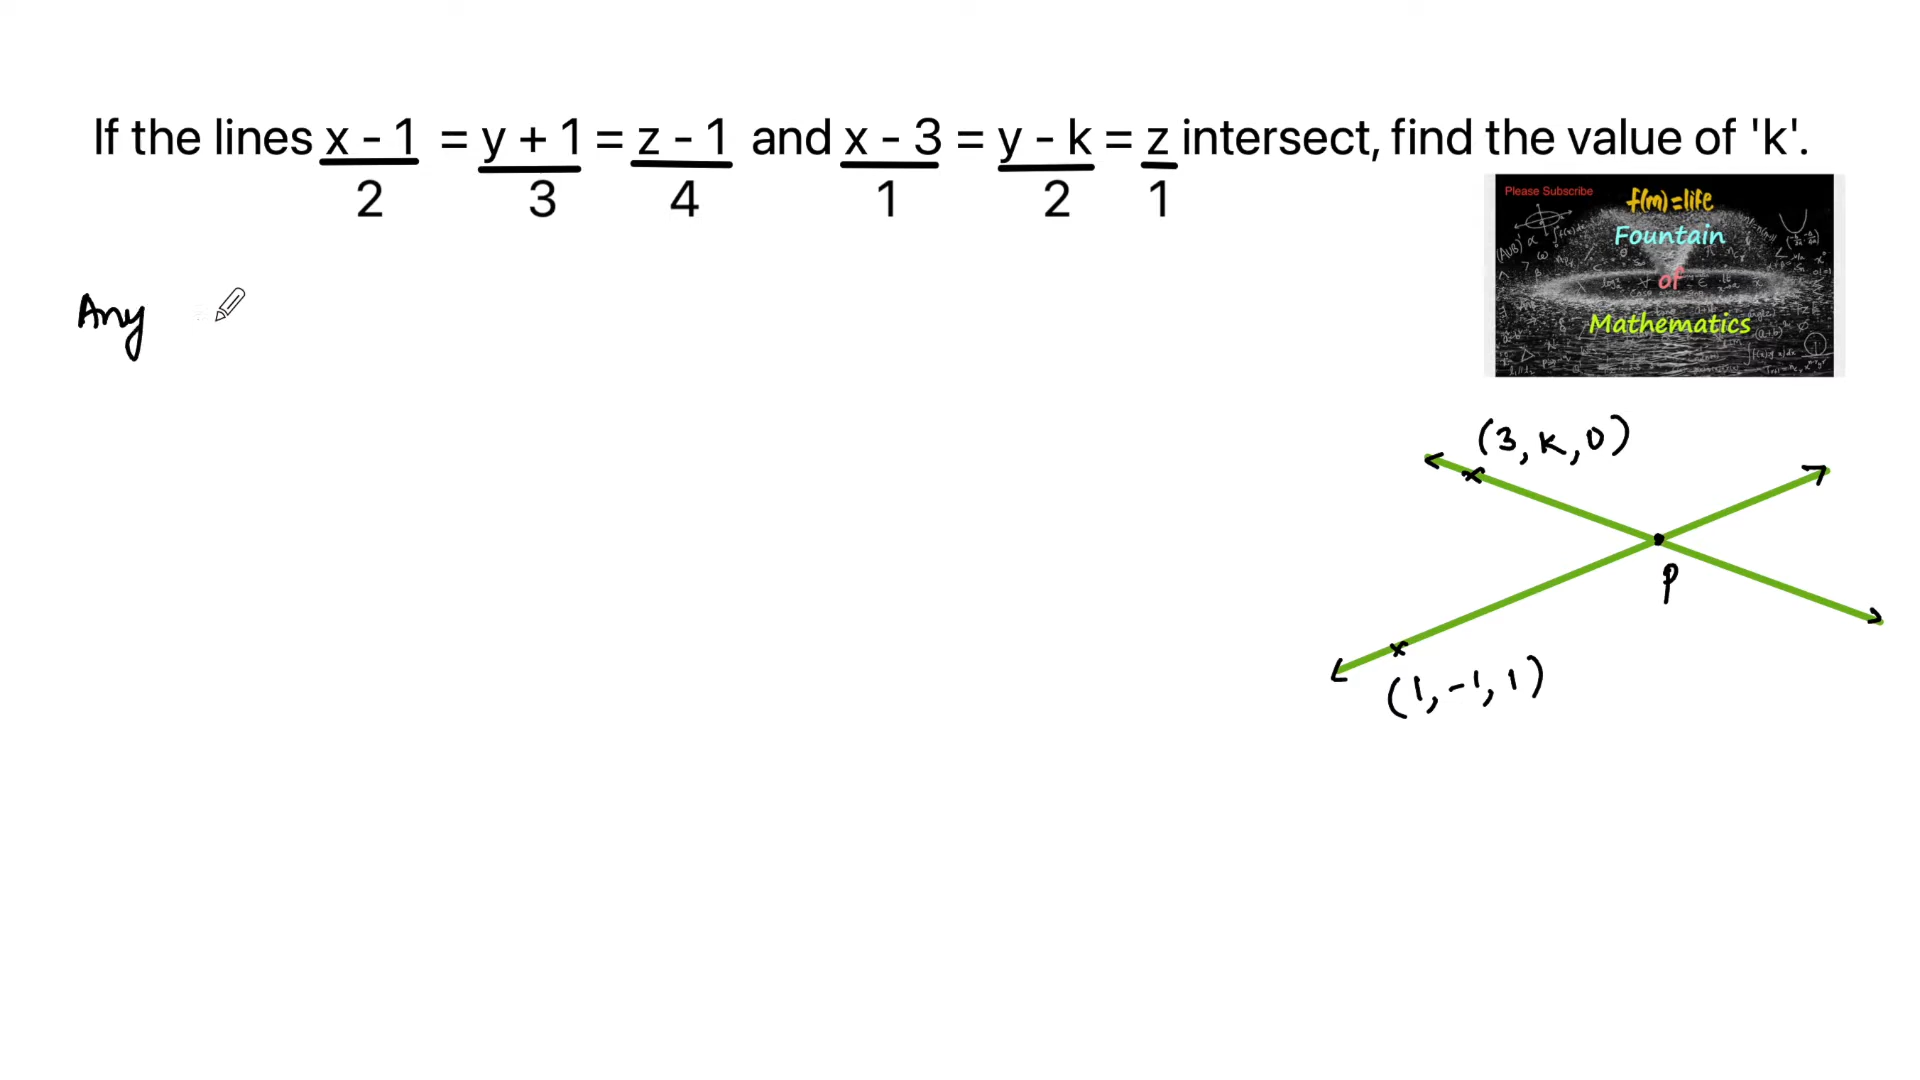 If the lines x - 1 = y + 1 = z - 1 and x - 3 = y - k = z intersect, find the value of 'k'.
2 3 4 1 2 1
Please Subscribe
f(m)=life
Fountain
of
Mathematics
Any
(3, k, 0)
P
(1, -1, 1)